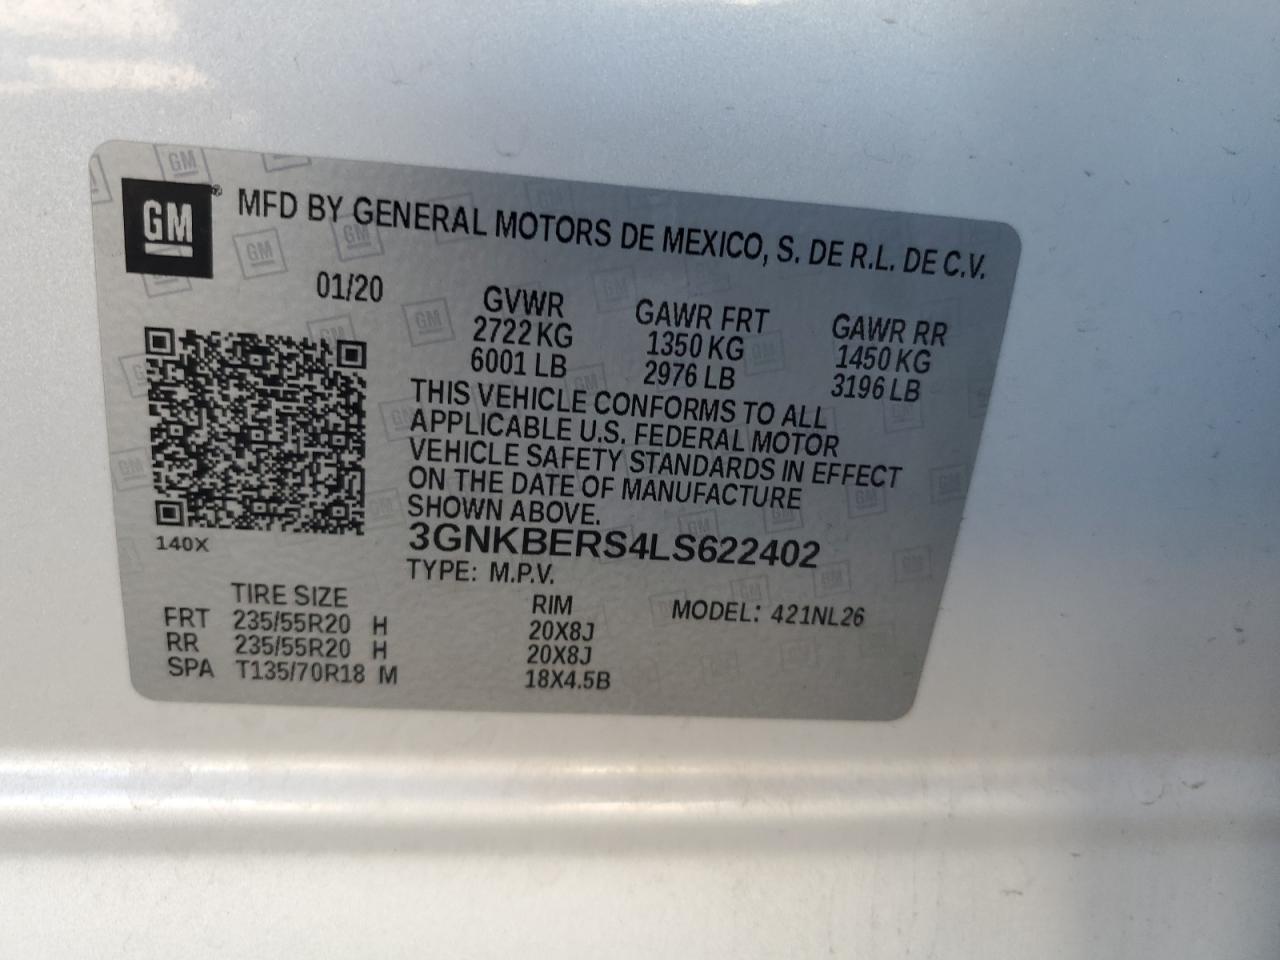 GM ® MFD BY GENERAL MOTORS DE MEXICO, S. DE R.L. DE C.V.
01/20
GVWR GAWR FRT GAWR RR
2722 KG 1350 KG 1450 KG
6001 LB 2976 LB 3196 LB
THIS VEHICLE CONFORMS TO ALL
APPLICABLE U.S. FEDERAL MOTOR
VEHICLE SAFETY STANDARDS IN EFFECT
ON THE DATE OF MANUFACTURE
SHOWN ABOVE.
140X
3GNKBERS4LS622402
TYPE: M.P.V.
TIRE SIZE RIM MODEL: 421NL26
FRT 235/55R20 H 20X8J
RR 235/55R20 H 20X8J
SPA T135/70R18 M 18X4.5B